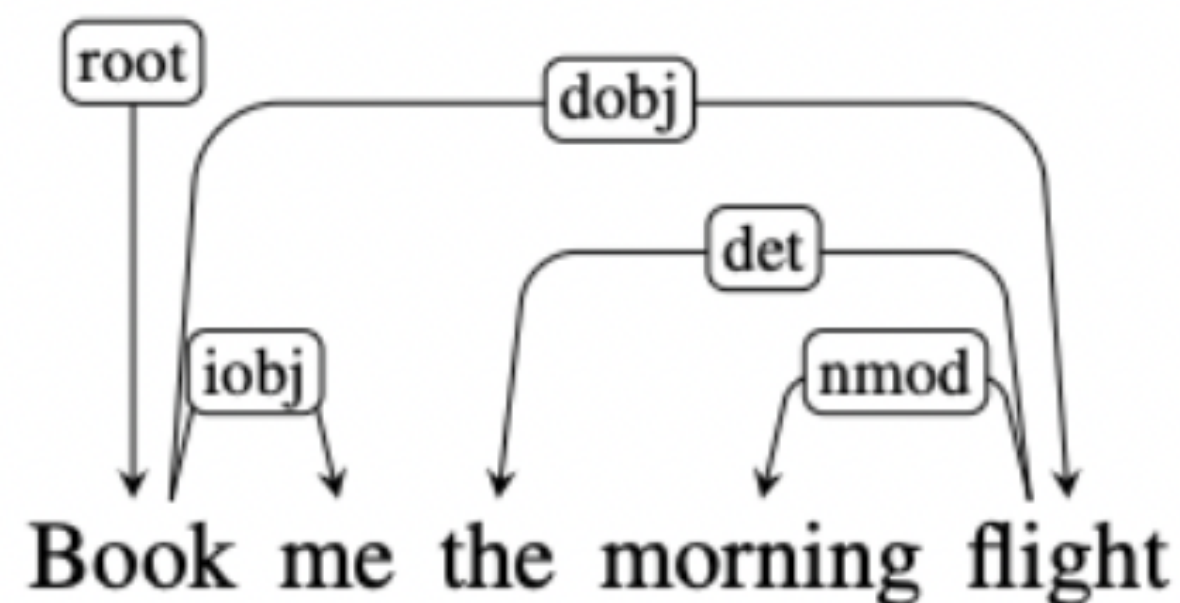 root
dobj
det
iobj
nmod
Book me the morning flight